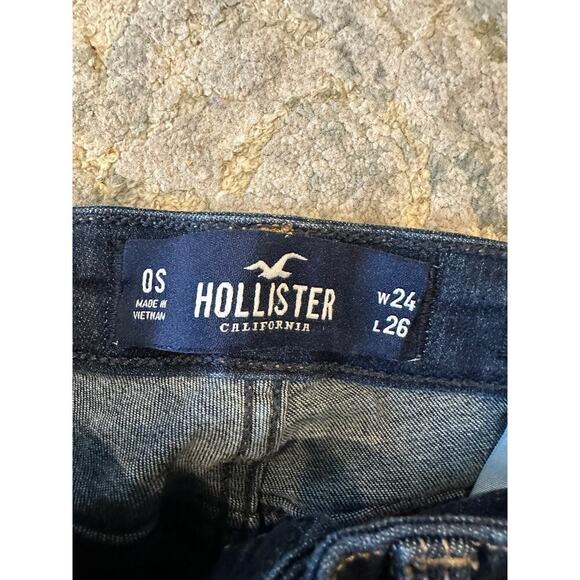 0S
MADE IN
VIETNAM
HOLLISTER
CALIFORNIA
W24
L26